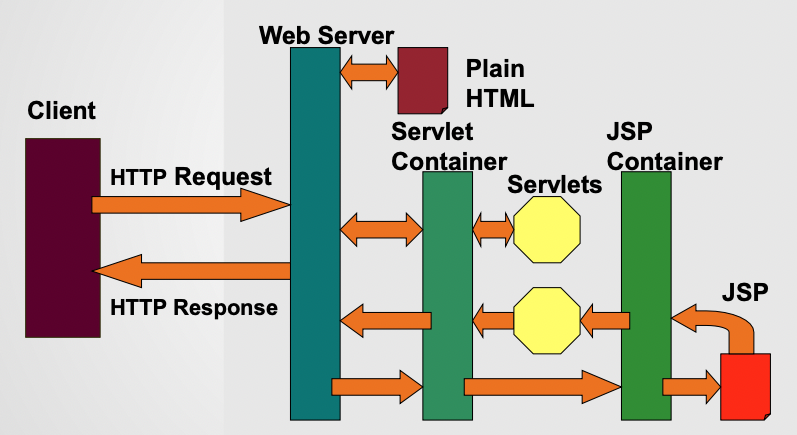 Web Server
Plain
HTML
Client
Servlet
Container
JSP
Container
HTTP Request
Servlets
HTTP Response
JSP